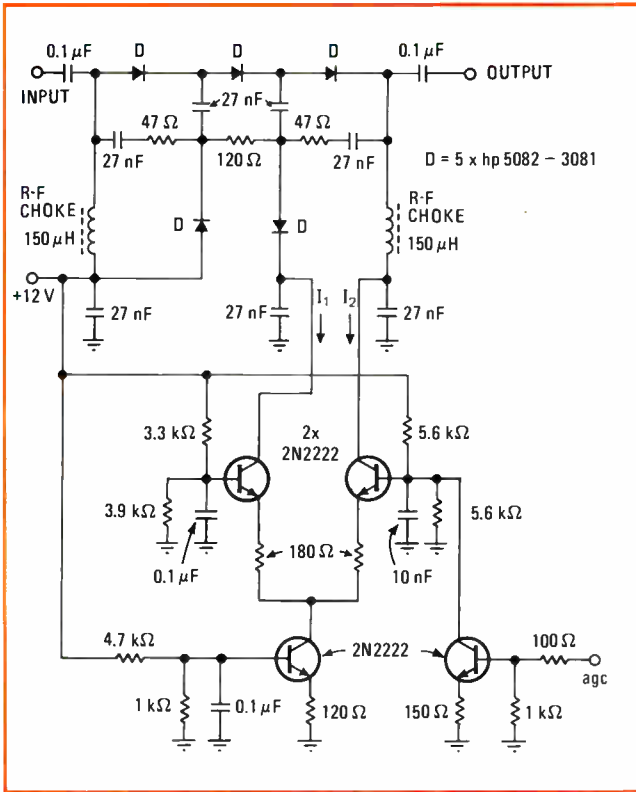 0.1 μF D D D 0.1 μF
INPUT OUTPUT
27 nF
47 Ω 47 Ω
27 nF 120 Ω 27 nF
D = 5 x hp 5082 – 3081
R-F
CHOKE
150 μH
D D
R-F
CHOKE
150 μH
+12 V
27 nF 27 nF I₁ I₂ 27 nF
3.3 kΩ 5.6 kΩ
2x
2N2222
3.9 kΩ 5.6 kΩ
0.1 μF 180 Ω 10 nF
4.7 kΩ 2N2222 100 Ω
agc
1 kΩ 0.1 μF 120 Ω 150 Ω 1 kΩ